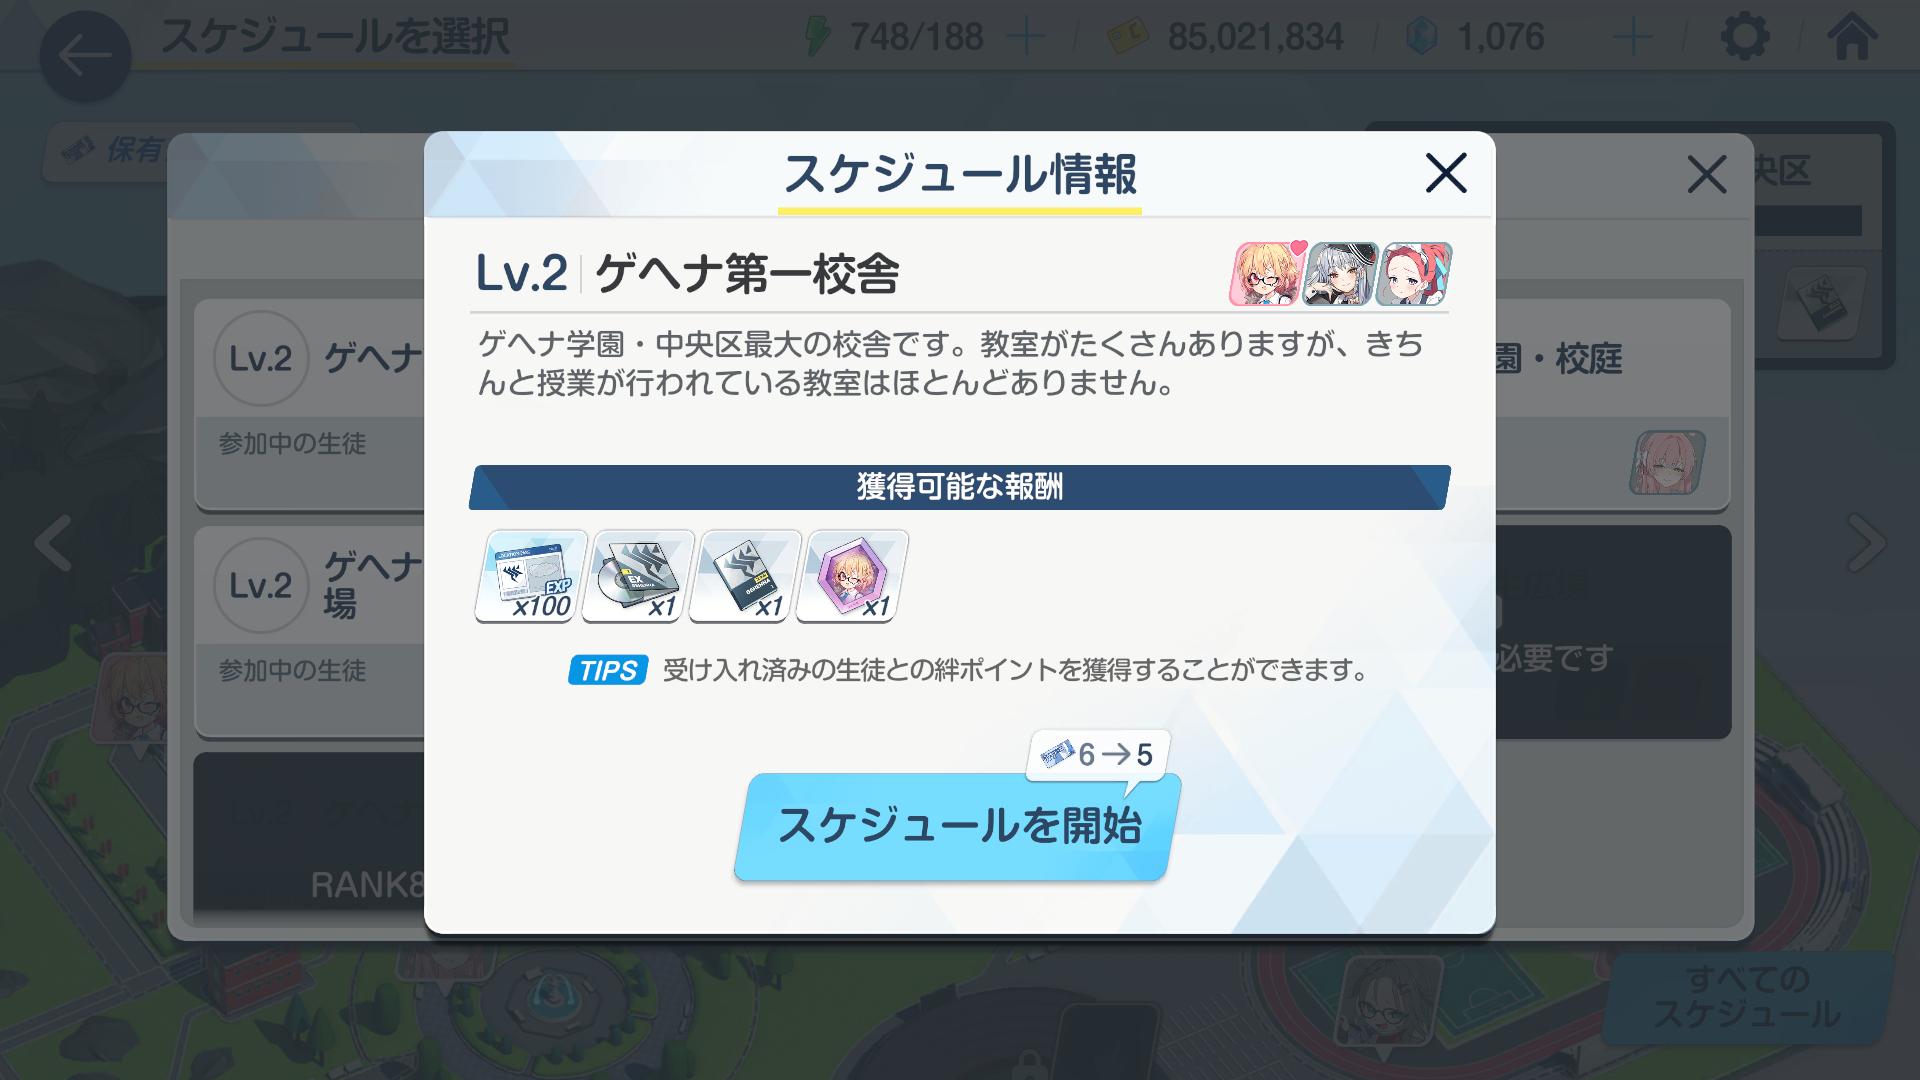 スケジュールを選択
748/188
85,021,834
1,076
保有
央区
スケジュール情報
Lv.2
ゲヘナ第一校舎
ゲヘナ学園・中央区最大の校舎です。教室がたくさんありますが、きち
んと授業が行われている教室はほとんどありません。
獲得可能な報酬
EXP
x100
EX
x1
x1
x1
TIPS
受け入れ済みの生徒との絆ポイントを獲得することができます。
6→5
スケジュールを開始
Lv.2
ゲヘナ
参加中の生徒
Lv.2
ゲヘナ
場
参加中の生徒
Lv.2 ゲヘナ
RANK8
園・校庭
必要です
すべての
スケジュール